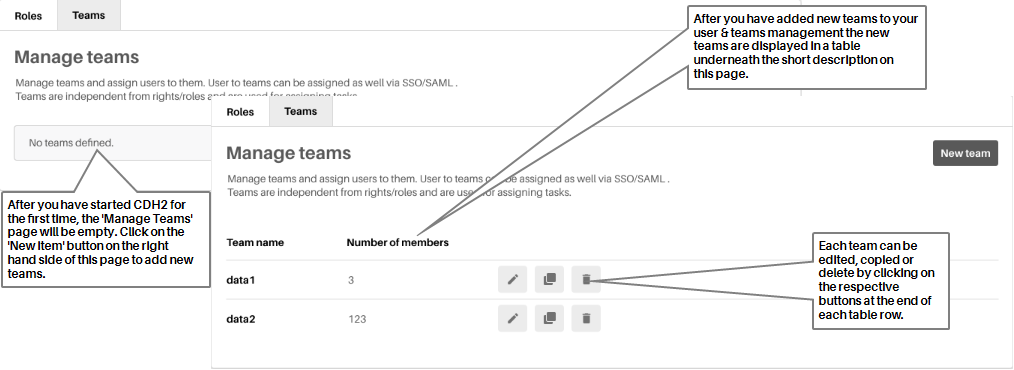 Roles Teams
Manage teams
Manage teams and assign users to them. User to teams can be assigned as well via SSO/SAML .
Teams are independent from rights/roles and are used for assigning tasks.
No teams defined.
After you have started CDH2 for
the first time, the 'Manage Teams'
page will be empty. Click on the
'New Item' button on the right
hand side of this page to add new
teams.
After you have added new teams to your
user & teams management the new
teams are displayed in a table
underneath the short description on
this page.
Roles Teams
Manage teams
New team
Manage teams and assign users to them. User to teams can be assigned as well via SSO/SAML .
Teams are independent from rights/roles and are used for assigning tasks.
Team name Number of members
data1 3
data2 123
Each team can be
edited, copied or
delete by clicking on
the respective
buttons at the end of
each table row.